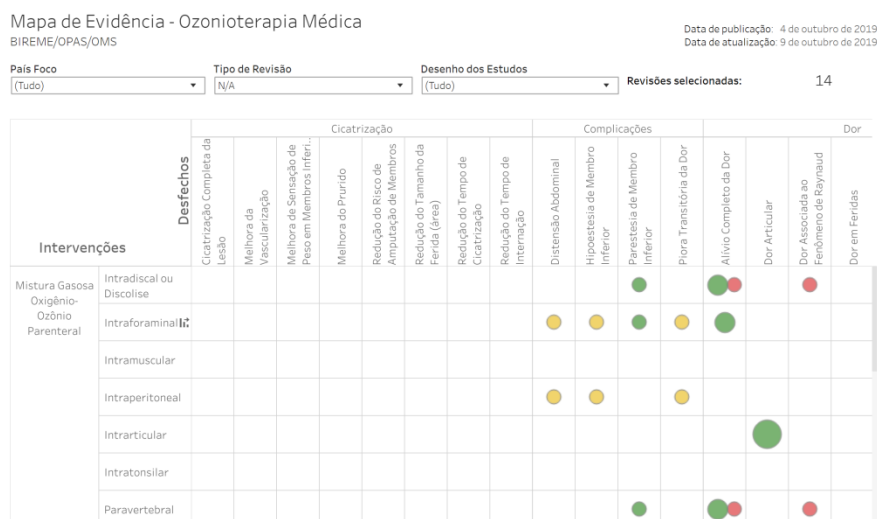 Mapa de Evidência - Ozonioterapia Médica
BIREME/OPAS/OMS
Data de publicação: 4 de outubro de 2019
Data de atualização: 9 de outubro de 2019
País Foco
(Tudo)
Tipo de Revisão
N/A
Desenho dos Estudos
(Tudo)
Revisões selecionadas: 14
Intervenções
Desfechos
Cicatrização
Complicações
Dor
Cicatrização Completa da
Lesão
Melhora da
Vascularização
Melhora de Sensação de
Peso em Membros Inferi..
Melhora do Prurido
Redução do Risco de
Amputação de Membros
Redução do Tamanho da
Ferida (área)
Redução do Tempo de
Cicatrização
Redução do Tempo de
Internação
Distensão Abdominal
Hipoestesia de Membro
Inferior
Parestesia de Membro
Inferior
Piora Transitória da Dor
Alívio Completo da Dor
Dor Articular
Dor Associada ao
Fenômeno de Raynaud
Dor em Feridas
Mistura Gasosa
Oxigênio-
Ozônio
Parenteral
Intradiscal ou
Discolise
Intraforaminal
Intramuscular
Intraperitoneal
Intrarticular
Intratonsilar
Paravertebral